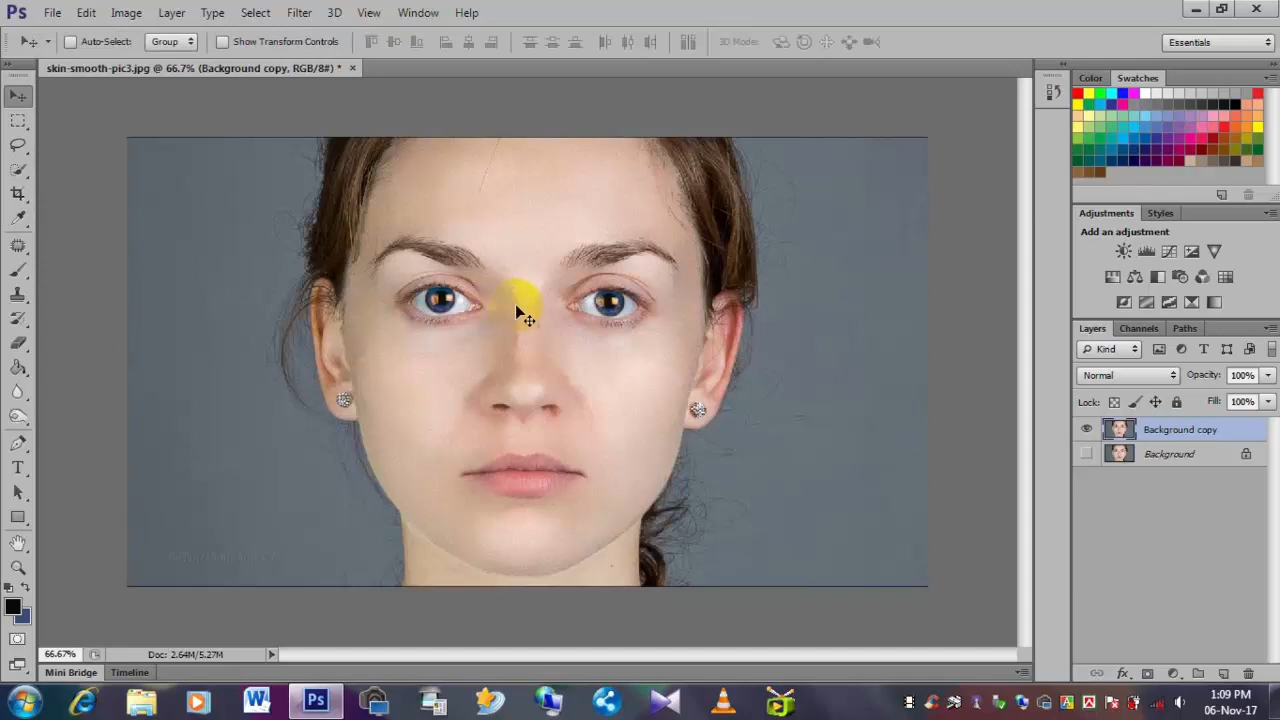 Ps File Edit Image Layer Type Select Filter 3D View Window Help
Auto-Select: Group Show Transform Controls 3D Mode: Essentials
skin-smooth-pic3.jpg @ 66.7% (Background copy, RGB/8#) * ×
Color Swatches
Adjustments Styles
Add an adjustment
Layers Channels Paths
Kind
Normal Opacity: 100%
Lock: Fill: 100%
Background copy
Background
fx
66.67% Doc: 2.64M/5.27M
Mini Bridge Timeline
1:09 PM
06-Nov-17